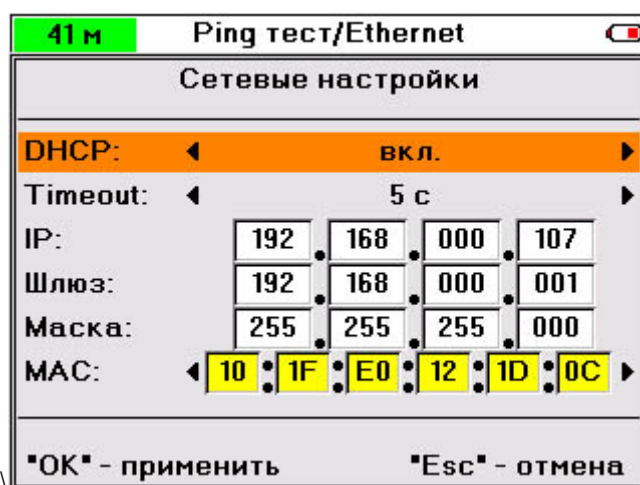 41 м Ping тест/Ethernet
Сетевые настройки
DHCP: вкл.
Timeout: 5 с
IP: 192.168.000.107
Шлюз: 192.168.000.001
Маска: 255.255.255.000
MAC: 10:1F:E0:12:1D:0C
\"OK" - применить "Esc" - отмена